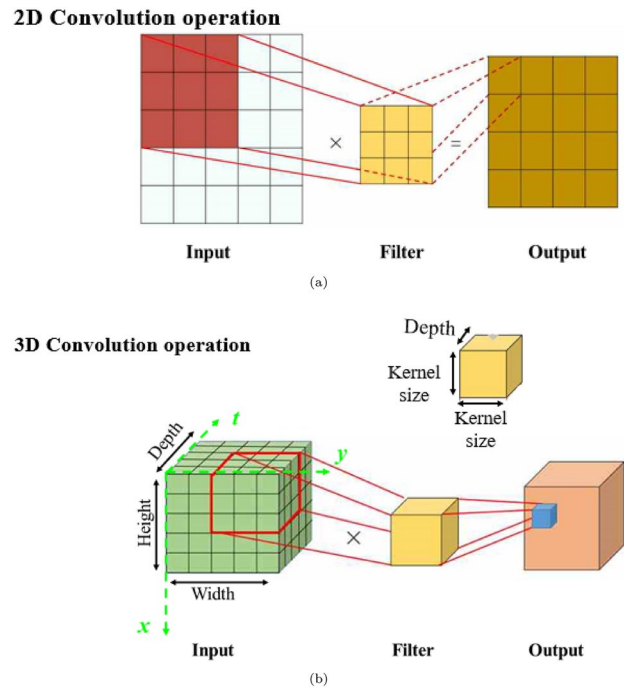 2D Convolution operation
×
=
Input Filter Output
(a)
3D Convolution operation
Depth
Kernel
size
Kernel
size
Depth
t
y
Height
×
Width
x
Input Filter Output
(b)